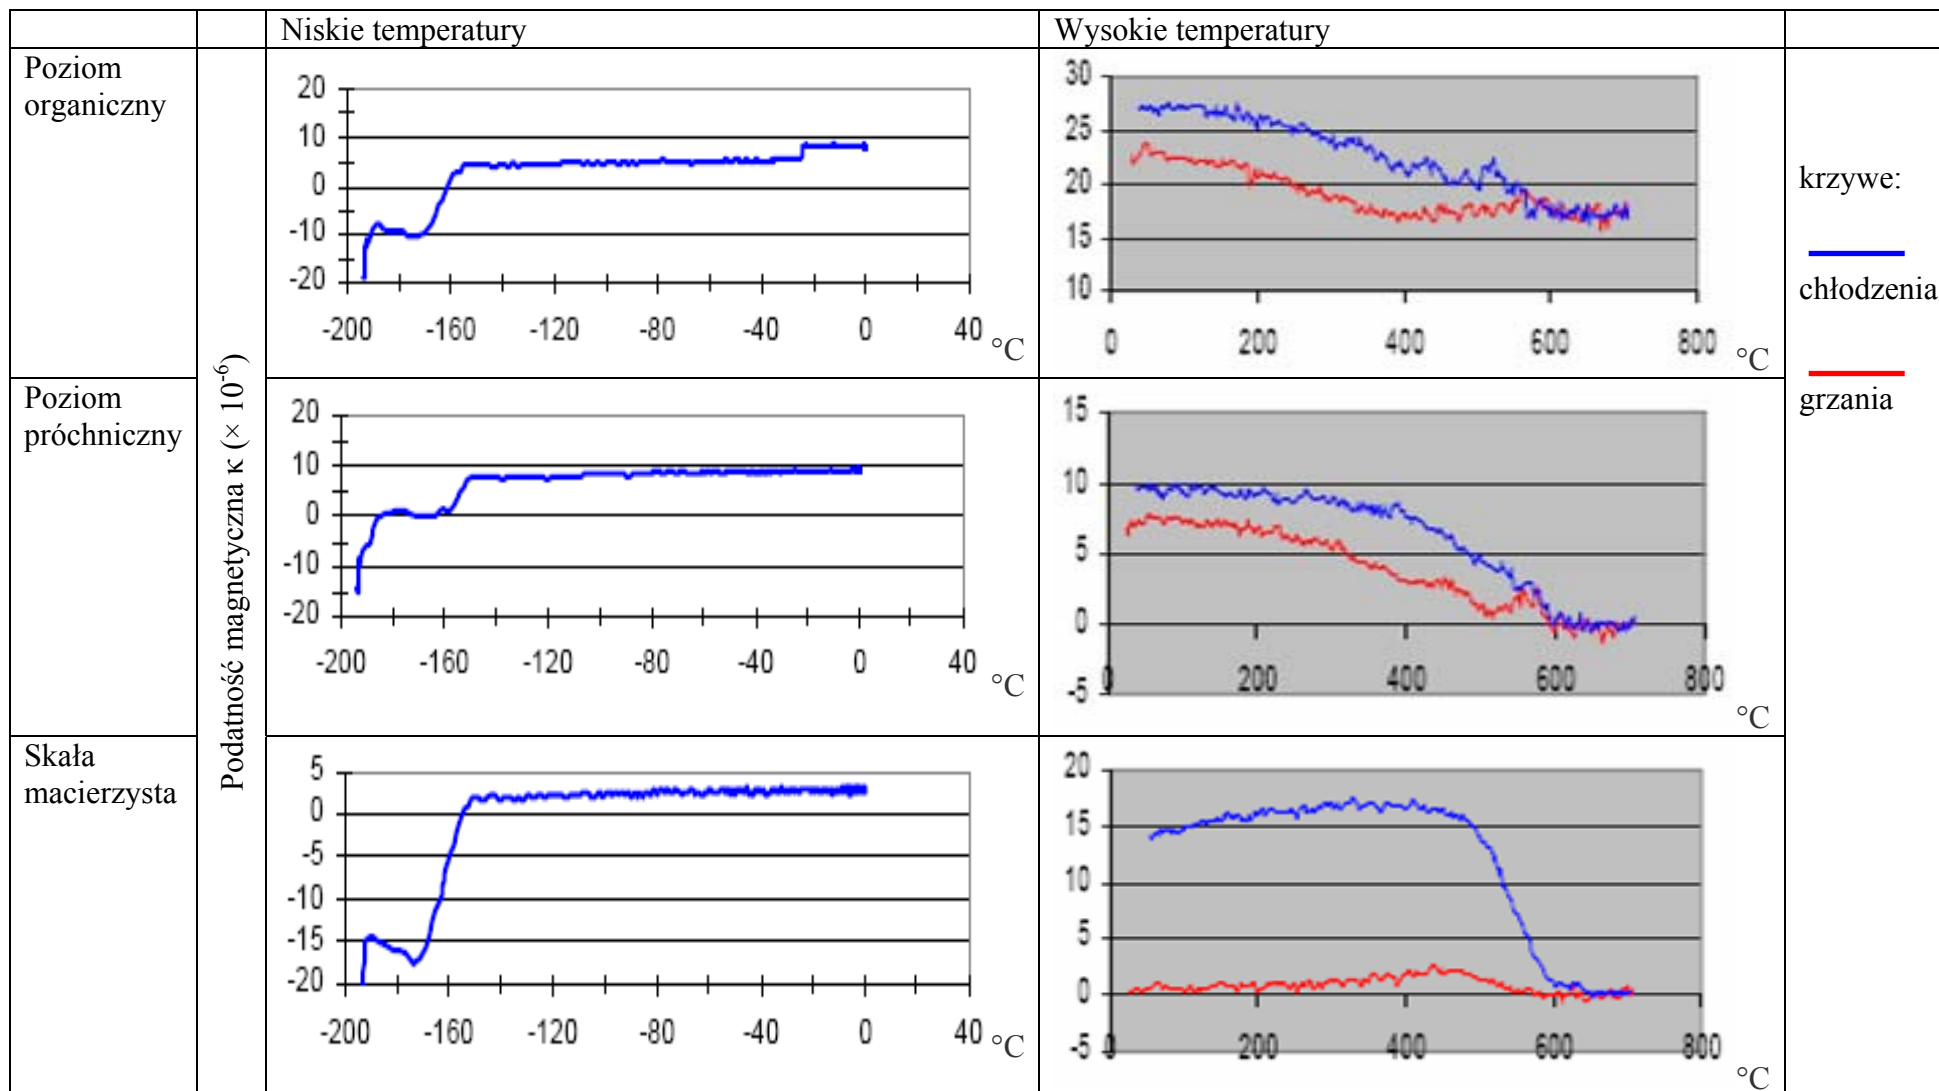 Niskie temperatury
Wysokie temperatury
Poziom
organiczny
Podatność magnetyczna κ (× 10⁻⁶)
20
10
0
-10
-20
-200 -160 -120 -80 -40 0 40 °C
30
25
20
15
10
0 200 400 600 800 °C
krzywe:
chłodzenia
grzania
Poziom
próchniczny
20
10
0
-10
-20
-200 -160 -120 -80 -40 0 40 °C
15
10
5
0
-5
0 200 400 600 800 °C
Skała
macierzysta
5
0
-5
-10
-15
-20
-200 -160 -120 -80 -40 0 40 °C
20
15
10
5
0
-5
0 200 400 600 800 °C